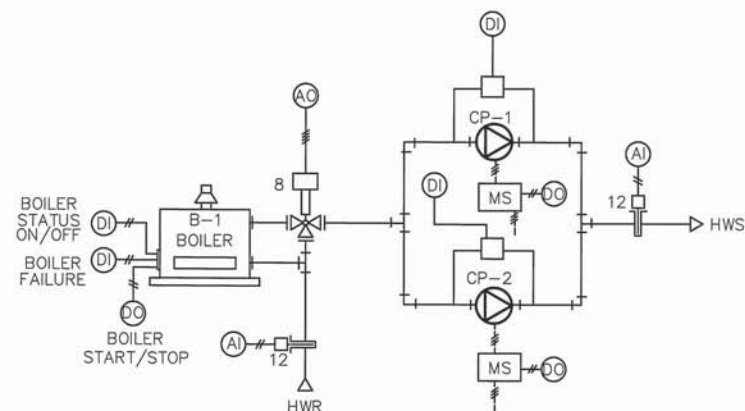 DI
AO
CP-1
AI
8
DI
12
MS
DO
BOILER
STATUS
ON/OFF
DI
B-1
BOILER
HWS
BOILER
FAILURE
DI
CP-2
DO
BOILER
START/STOP
AI
12
MS
DO
HWR